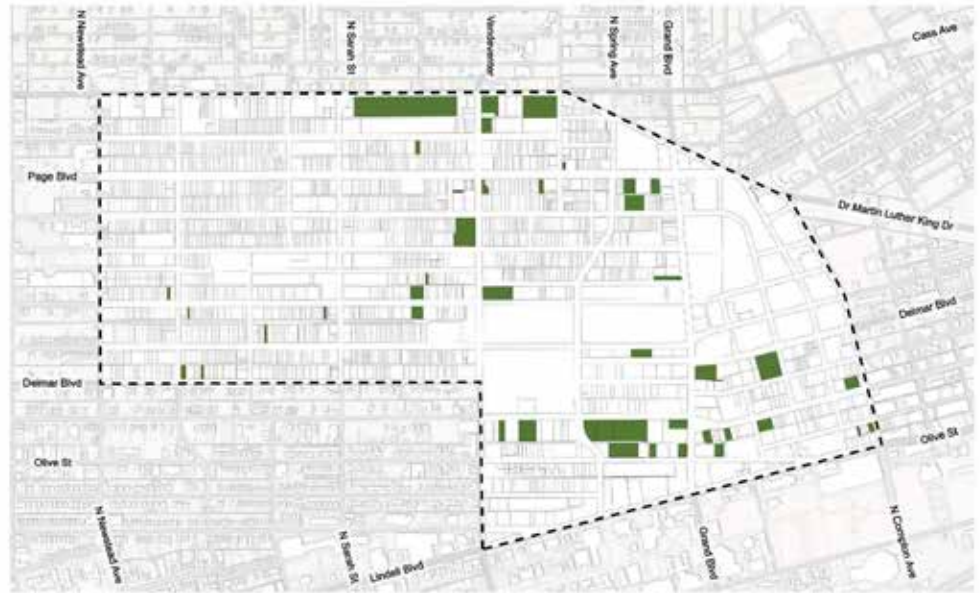 N Newstead Ave
N Sarah St
Vandeventer
N Spring Ave
Grand Blvd
Cass Ave
Page Blvd
Dr Martin Luther King Dr
Delmar Blvd
Delmar Blvd
Olive St
Olive St
N Newstead Ave
N Sarah St
Lindell Blvd
Grand Blvd
N Compton Ave